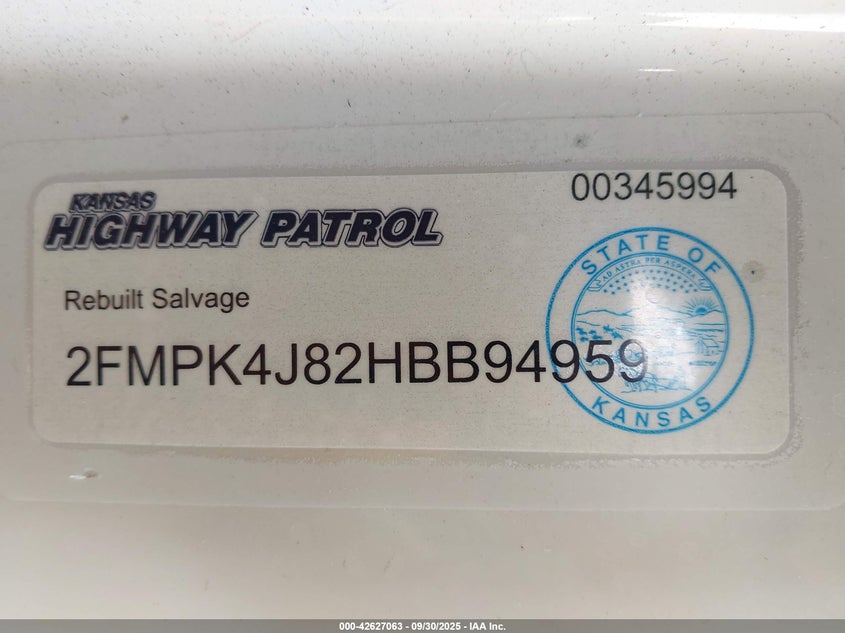 KANSAS
HIGHWAY PATROL
00345994
Rebuilt Salvage
2FMPK4J82HBB94959
STATE OF
AD ASTRA PER ASPERA
KANSAS
000-42627063 - 09/30/2025 - IAA Inc.